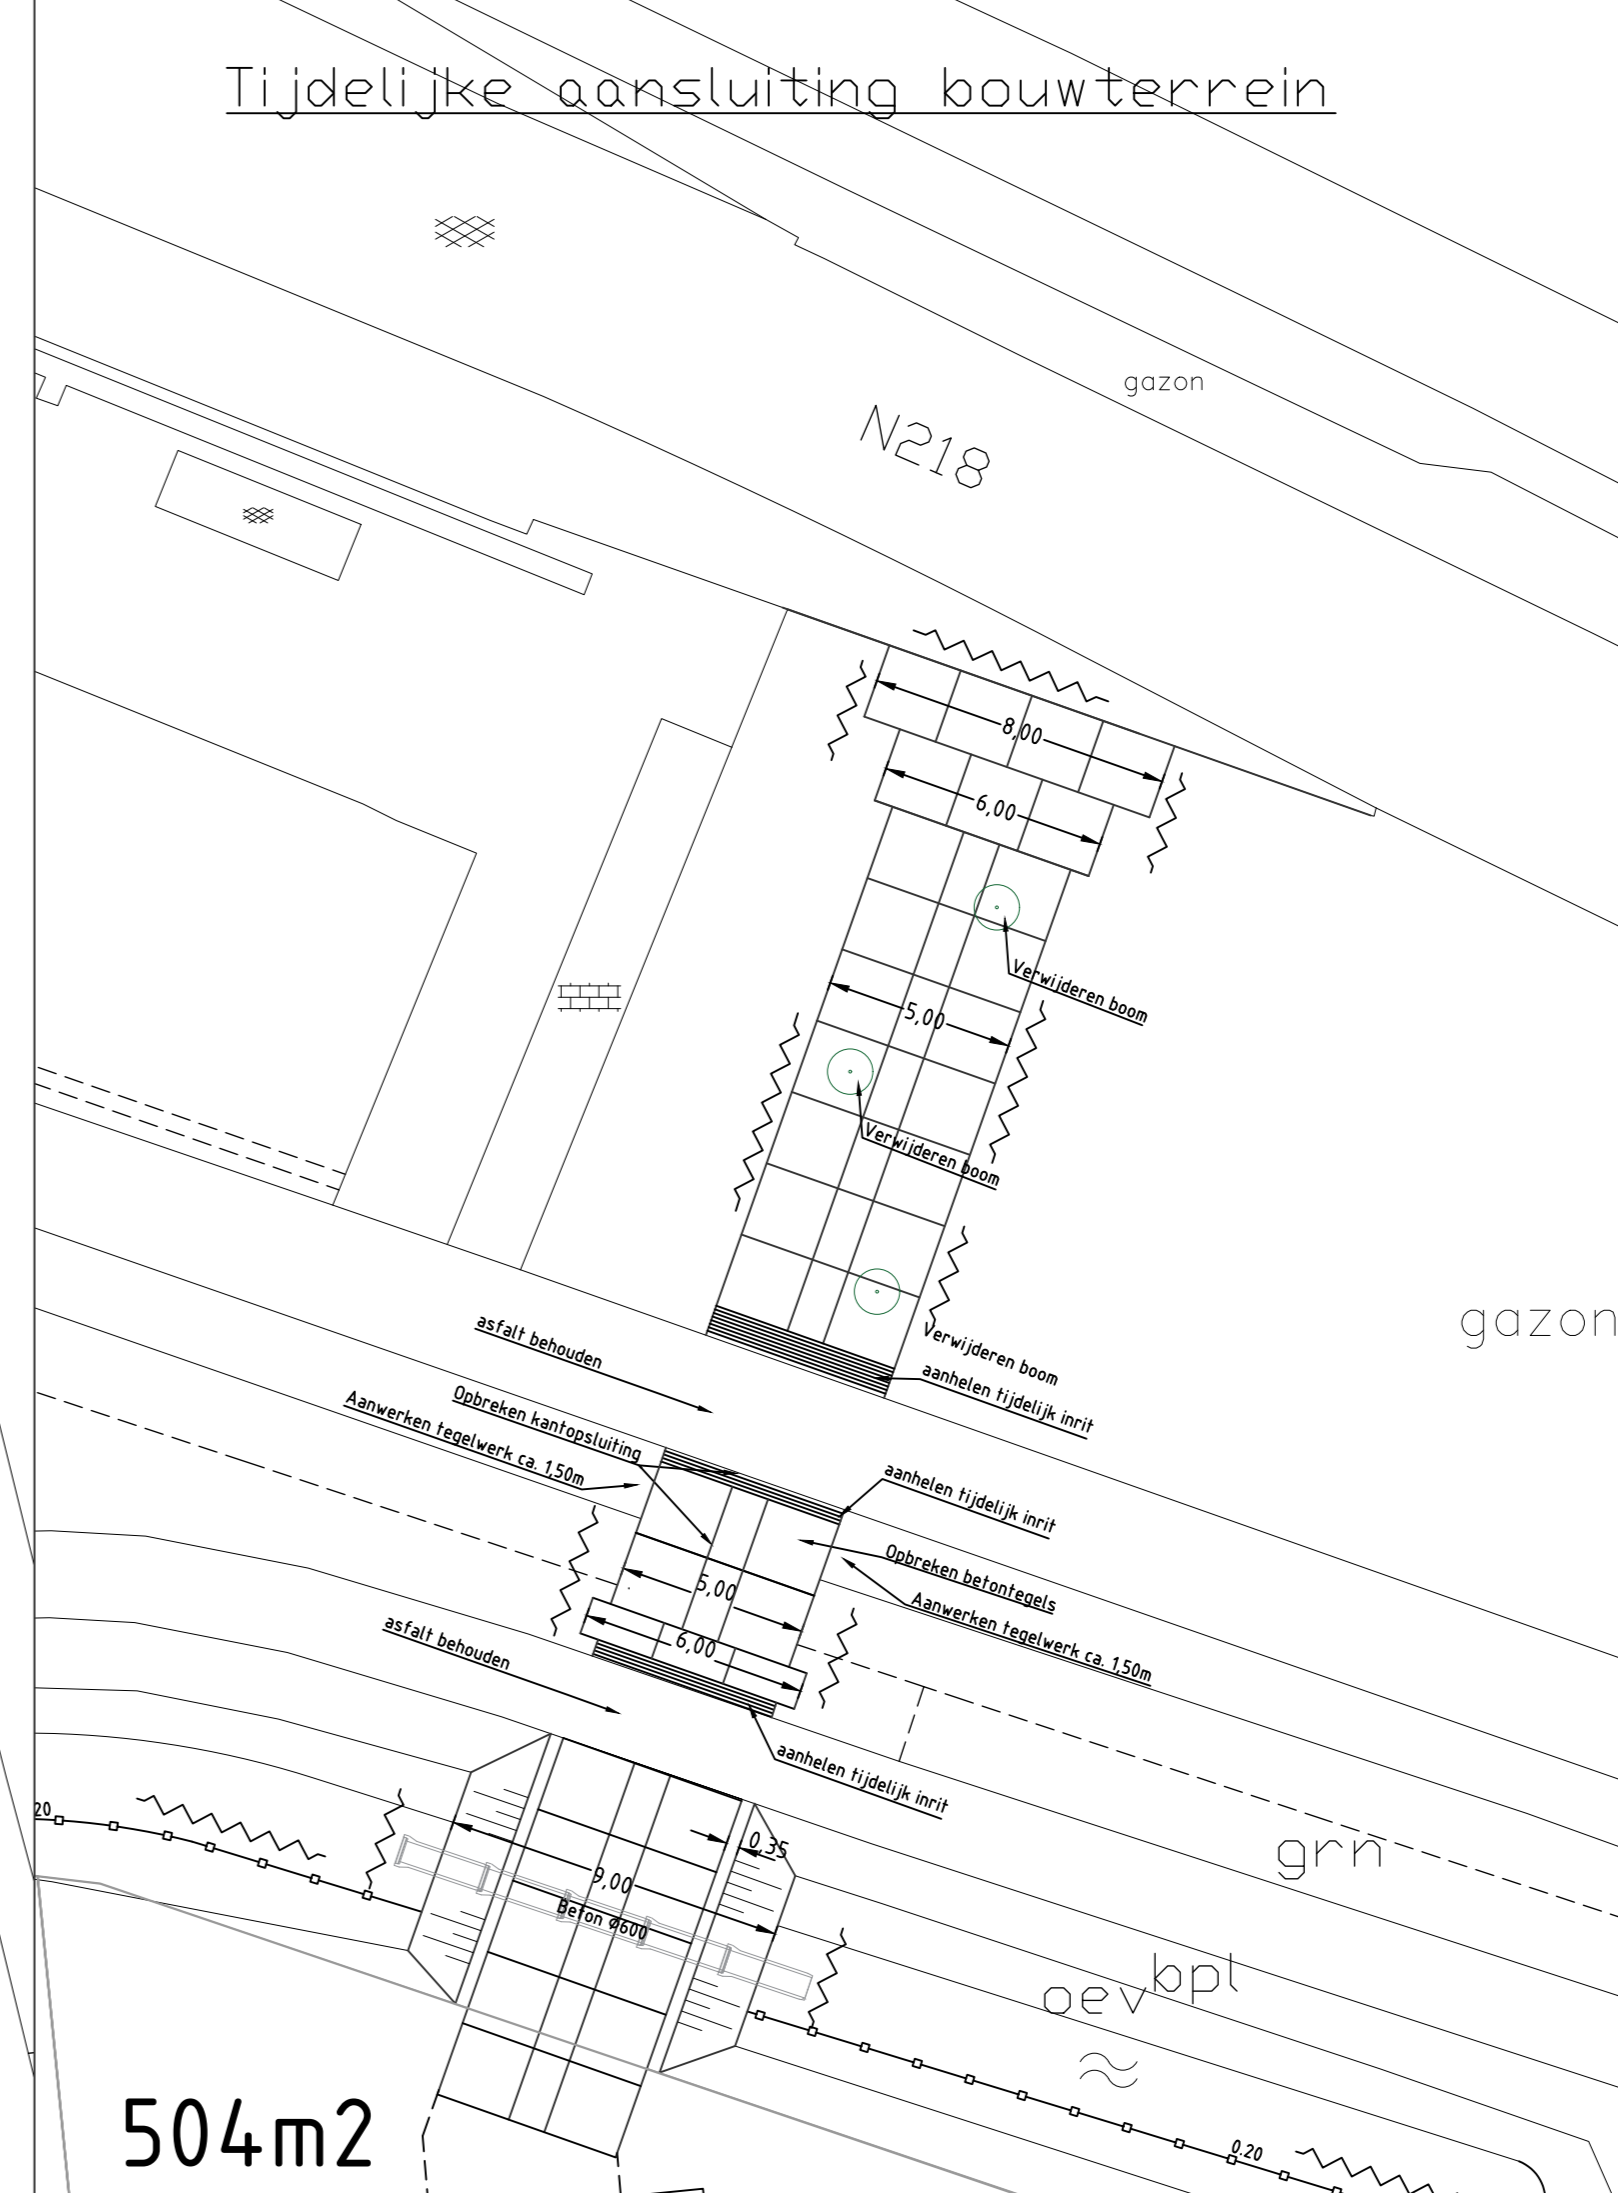 Tijdelijke aansluiting bouwterrein
gazon
N218
8,00
6,00
Verwijderen boom
5,00
Verwijderen boom
gazon
Verwijderen boom
asfalt behouden
aanhelen tijdelijk inrit
Opbreken kantopsluiting
Aanwerken tegelwerk ca. 1,50m
aanhelen tijdelijk inrit
Opbreken betontegels
5,00
Aanwerken tegelwerk ca. 1,50m
asfalt behouden
6,00
aanhelen tijdelijk inrit
20
0,35
grn
9,00
Beton Ø600
bpl
oev
504m2
0.20